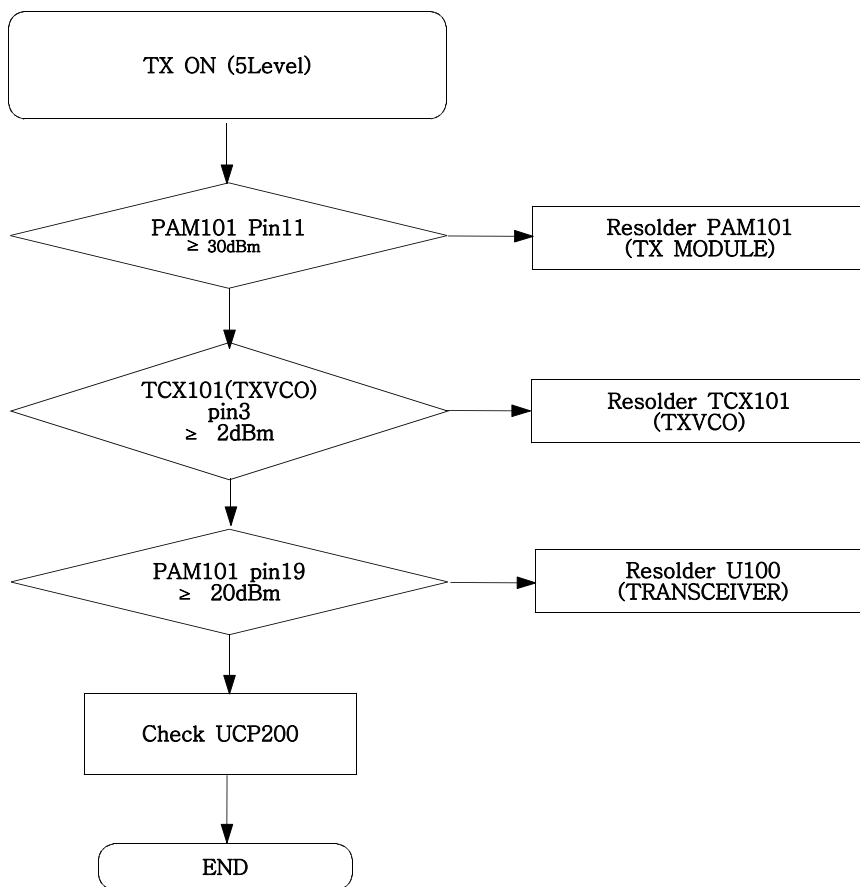 TX ON (5Level)
PAM101 Pin11
≥ 30dBm
Resolder PAM101
(TX MODULE)
TCX101(TXVCO)
pin3
≥ 2dBm
Resolder TCX101
(TXVCO)
PAM101 pin19
≥ 20dBm
Resolder U100
(TRANSCEIVER)
Check UCP200
END